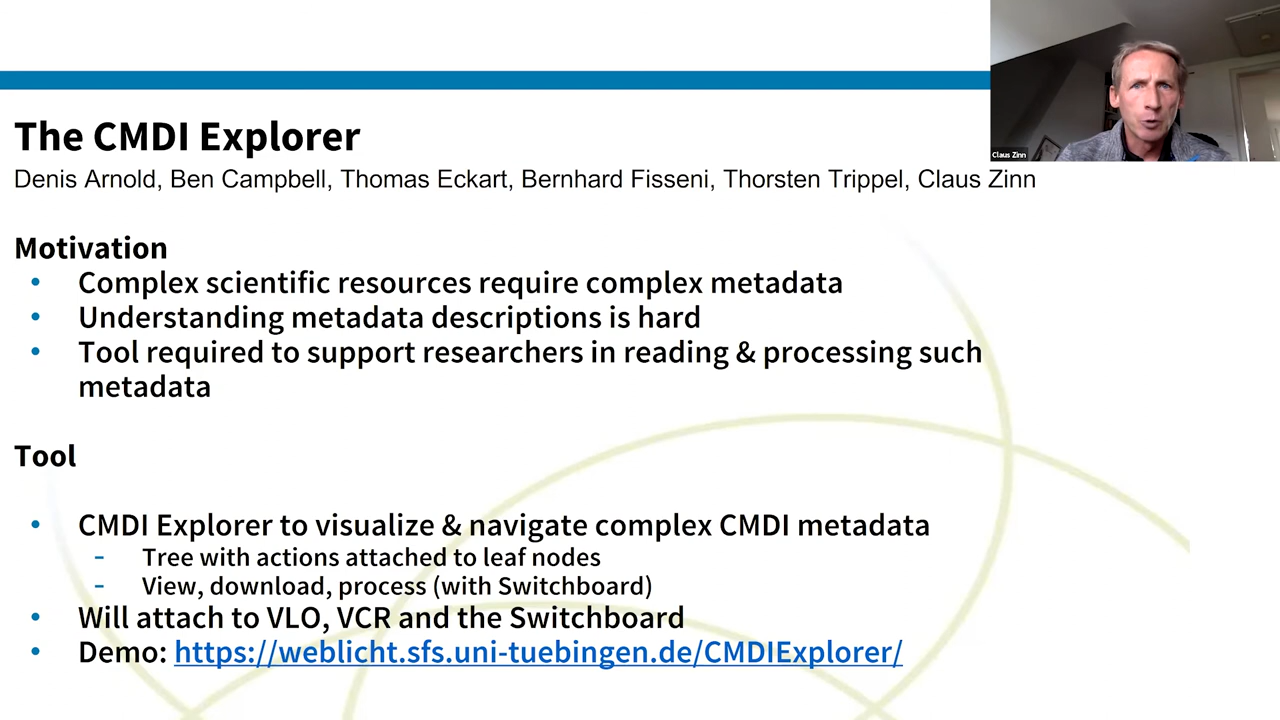 The CMDI Explorer
Denis Arnold, Ben Campbell, Thomas Eckart, Bernhard Fisseni, Thorsten Trippel, Claus Zinn
Claus Zinn
Motivation
• Complex scientific resources require complex metadata
• Understanding metadata descriptions is hard
• Tool required to support researchers in reading & processing such
metadata
Tool
• CMDI Explorer to visualize & navigate complex CMDI metadata
- Tree with actions attached to leaf nodes
- View, download, process (with Switchboard)
• Will attach to VLO, VCR and the Switchboard
• Demo: https://weblicht.sfs.uni-tuebingen.de/CMDIExplorer/